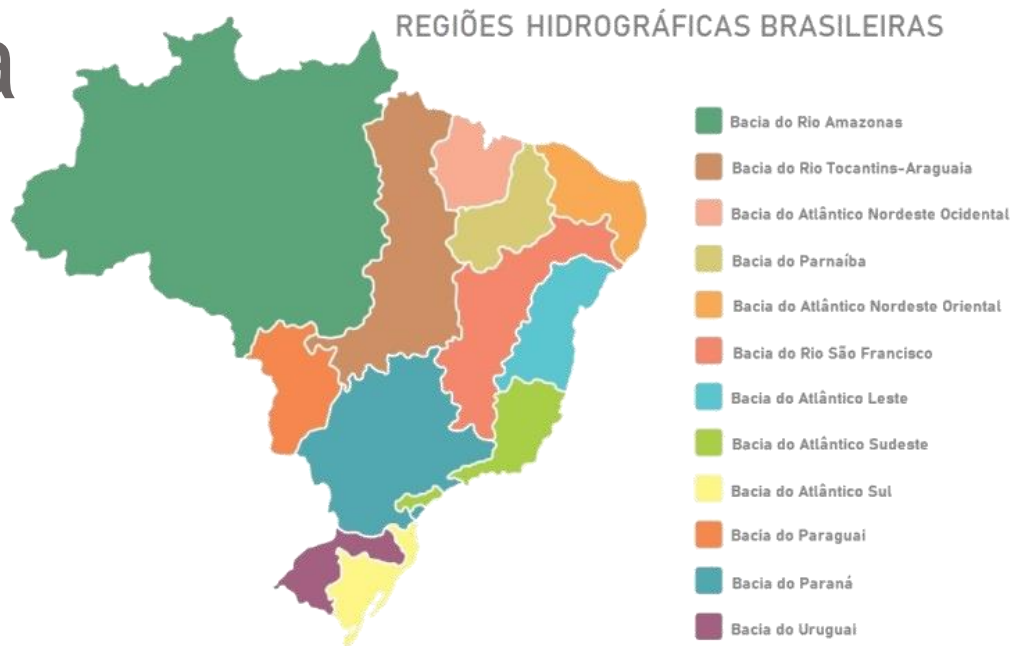 a
REGIÕES HIDROGRÁFICAS BRASILEIRAS
Bacia do Rio Amazonas
Bacia do Rio Tocantins-Araguaia
Bacia do Atlântico Nordeste Ocidental
Bacia do Parnaíba
Bacia do Atlântico Nordeste Oriental
Bacia do Rio São Francisco
Bacia do Atlântico Leste
Bacia do Atlântico Sudeste
Bacia do Atlântico Sul
Bacia do Paraguai
Bacia do Paraná
Bacia do Uruguai